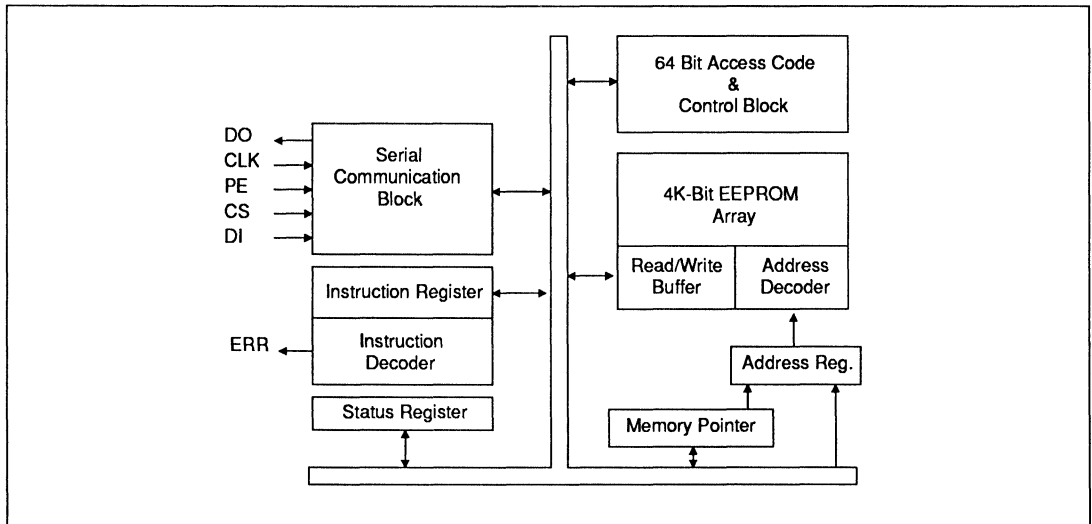 64 Bit Access Code
&
Control Block
DO
CLK
PE
CS
DI
Serial
Communication
Block
4K-Bit EEPROM
Array
Read/Write
Buffer
Address
Decoder
Instruction Register
ERR
Instruction
Decoder
Address Reg.
Status Register
Memory Pointer